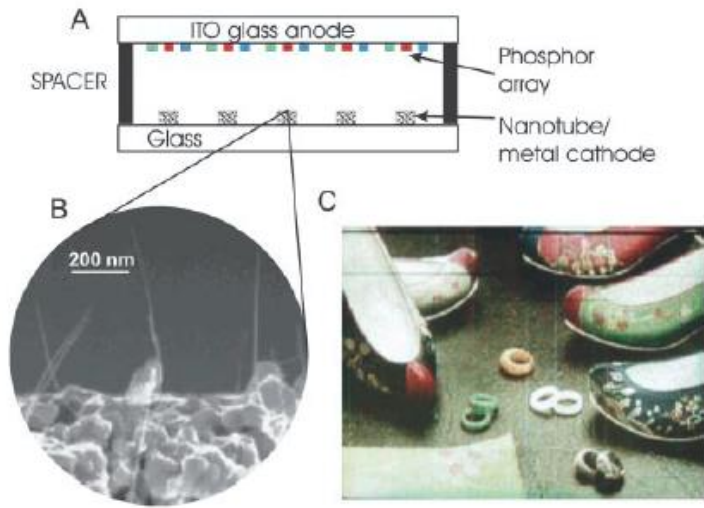 A
ITO glass anode
SPACER
Phosphor
array
Glass
Nanotube/
metal cathode
B
200 nm
C